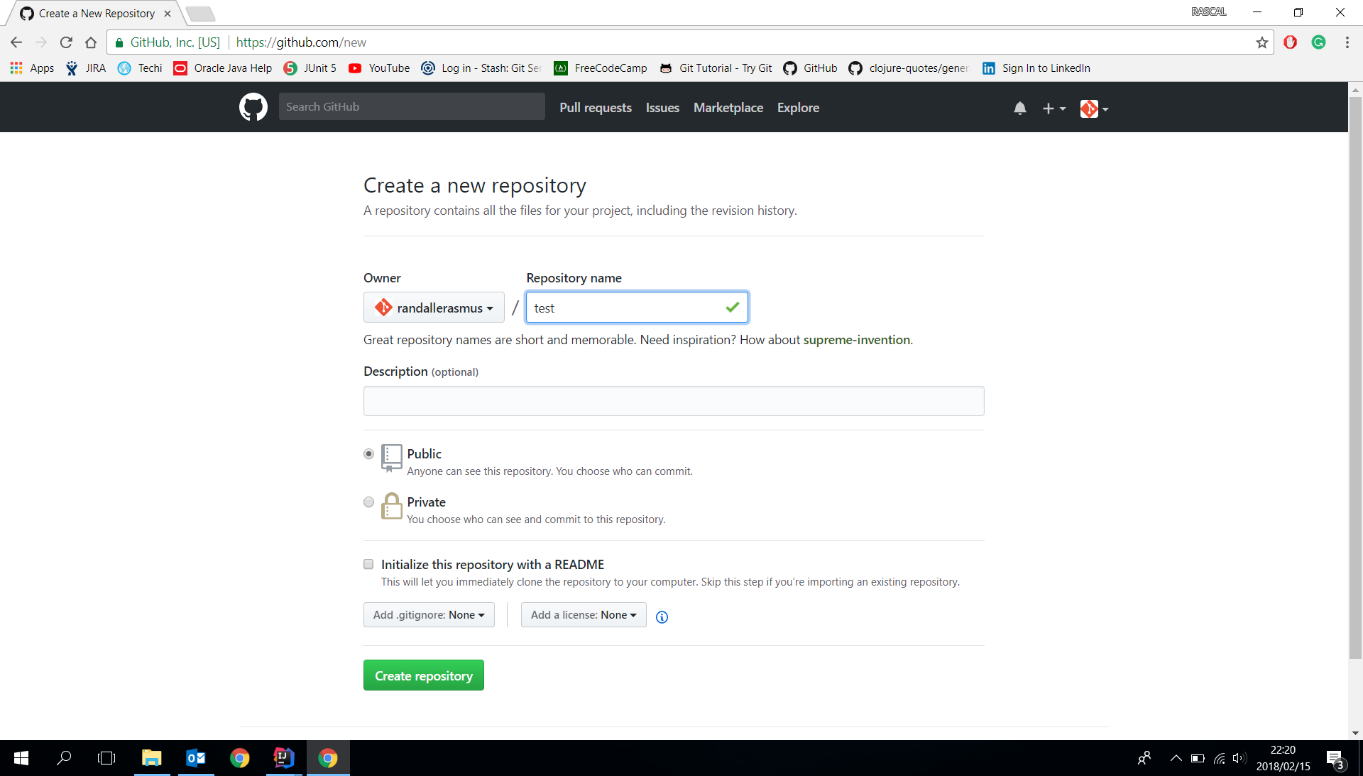 Create a New Repository
RASCAL
GitHub, Inc. [US] https://github.com/new
Apps JIRA Techi Oracle Java Help JUnit 5 YouTube Log in - Stash: Git Ser FreeCodeCamp Git Tutorial - Try Git GitHub clojure-quotes/gener Sign In to LinkedIn
Search GitHub Pull requests Issues Marketplace Explore
Create a new repository
A repository contains all the files for your project, including the revision history.
Owner Repository name
randallerasmus / test
Great repository names are short and memorable. Need inspiration? How about supreme-invention.
Description (optional)
Public
Anyone can see this repository. You choose who can commit.
Private
You choose who can see and commit to this repository.
Initialize this repository with a README
This will let you immediately clone the repository to your computer. Skip this step if you're importing an existing repository.
Add .gitignore: None Add a license: None
Create repository
22:20
2018/02/15
3